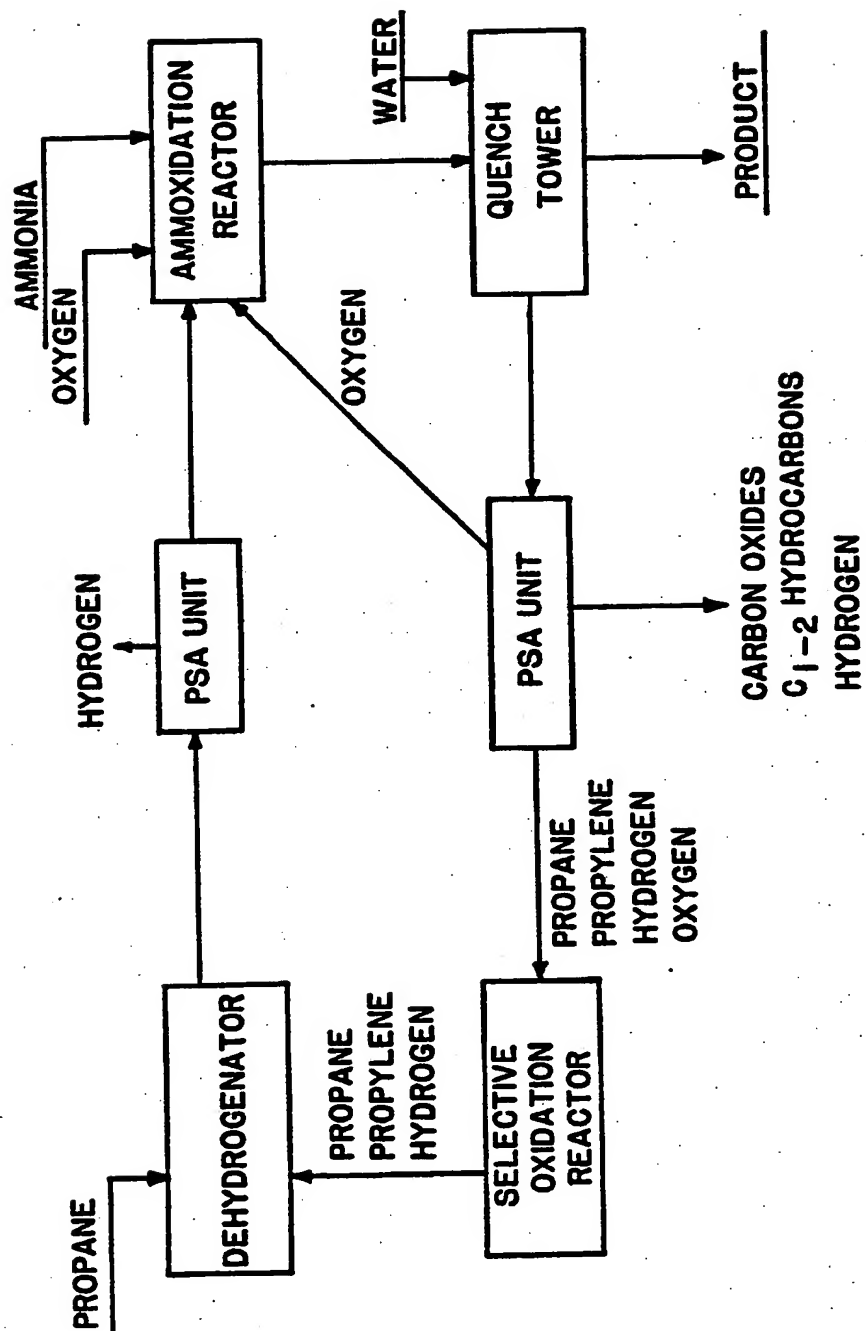 PROPANE
DEHYDROGENATOR
HYDROGEN
PSA UNIT
AMMONIA
OXYGEN
AMMOXIDATION
REACTOR
PROPANE
PROPYLENE
HYDROGEN
OXYGEN
WATER
SELECTIVE
OXIDATION
REACTOR
PROPANE
PROPYLENE
HYDROGEN
OXYGEN
PSA UNIT
QUENCH
TOWER
CARBON OXIDES
C1-2 HYDROCARBONS
HYDROGEN
PRODUCT